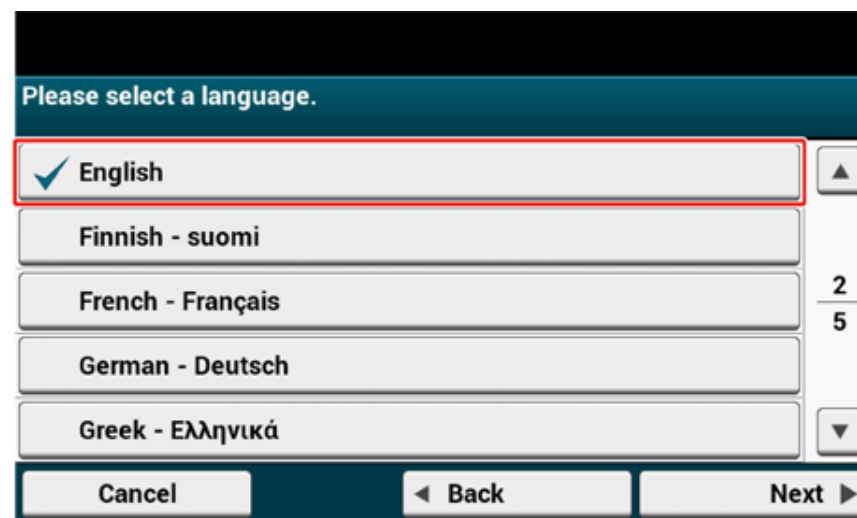 Please select a language.
English
Finnish - suomi
French - Français
German - Deutsch
Greek - Ελληνικά
2
5
Cancel
Back
Next